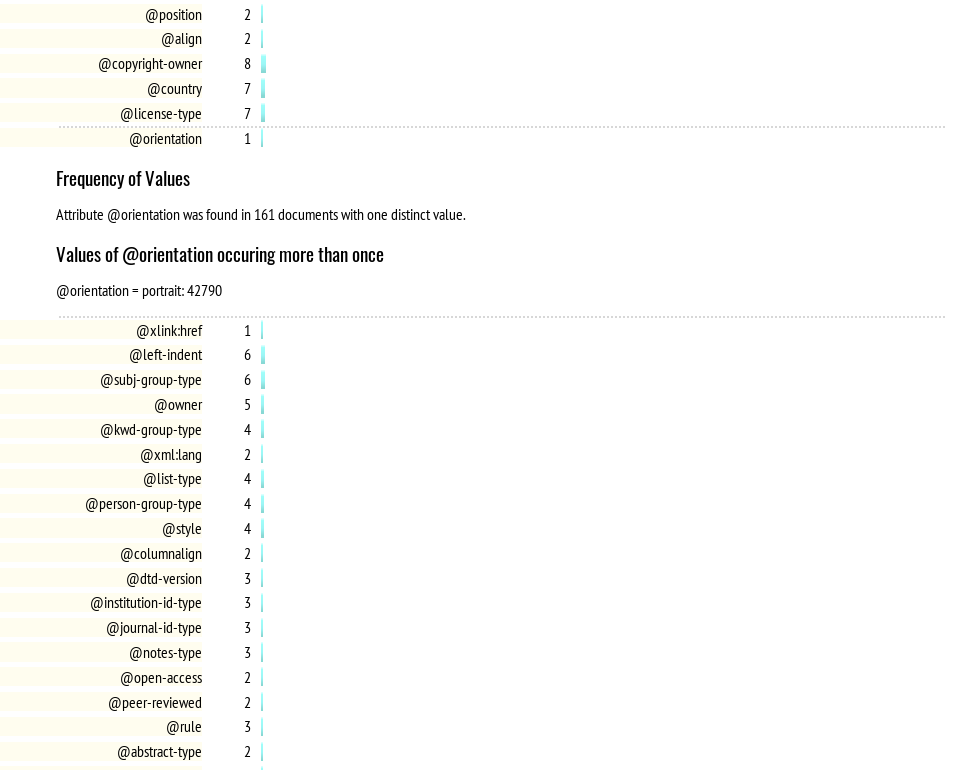 @position 2
@align 2
@copyright-owner 8
@country 7
@license-type 7
@orientation 1
Frequency of Values
Attribute @orientation was found in 161 documents with one distinct value.
Values of @orientation occuring more than once
@orientation = portrait: 42790
@xlink:href 1
@left-indent 6
@subj-group-type 6
@owner 5
@kwd-group-type 4
@xml:lang 2
@list-type 4
@person-group-type 4
@style 4
@columnalign 2
@dtd-version 3
@institution-id-type 3
@journal-id-type 3
@notes-type 3
@open-access 2
@peer-reviewed 2
@rule 3
@abstract-type 2